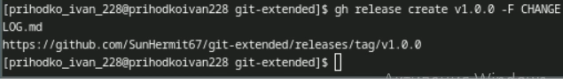 [prihodko_ivan_228@prihodkoivan228 git-extended]$ gh release create v1.0.0 -F CHANGE
LOG.md
https://github.com/SunHermit67/git-extended/releases/tag/v1.0.0
[prihodko_ivan_228@prihodkoivan228 git-extended]$